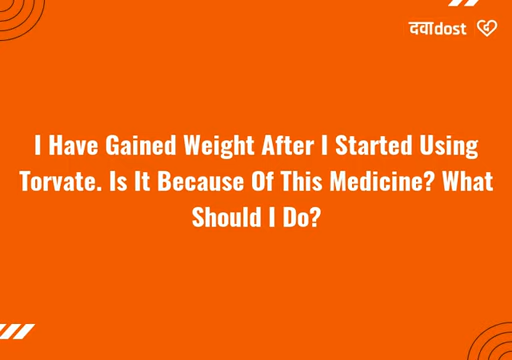 दवाdost
I Have Gained Weight After I Started Using
Torvate. Is It Because Of This Medicine? What
Should I Do?